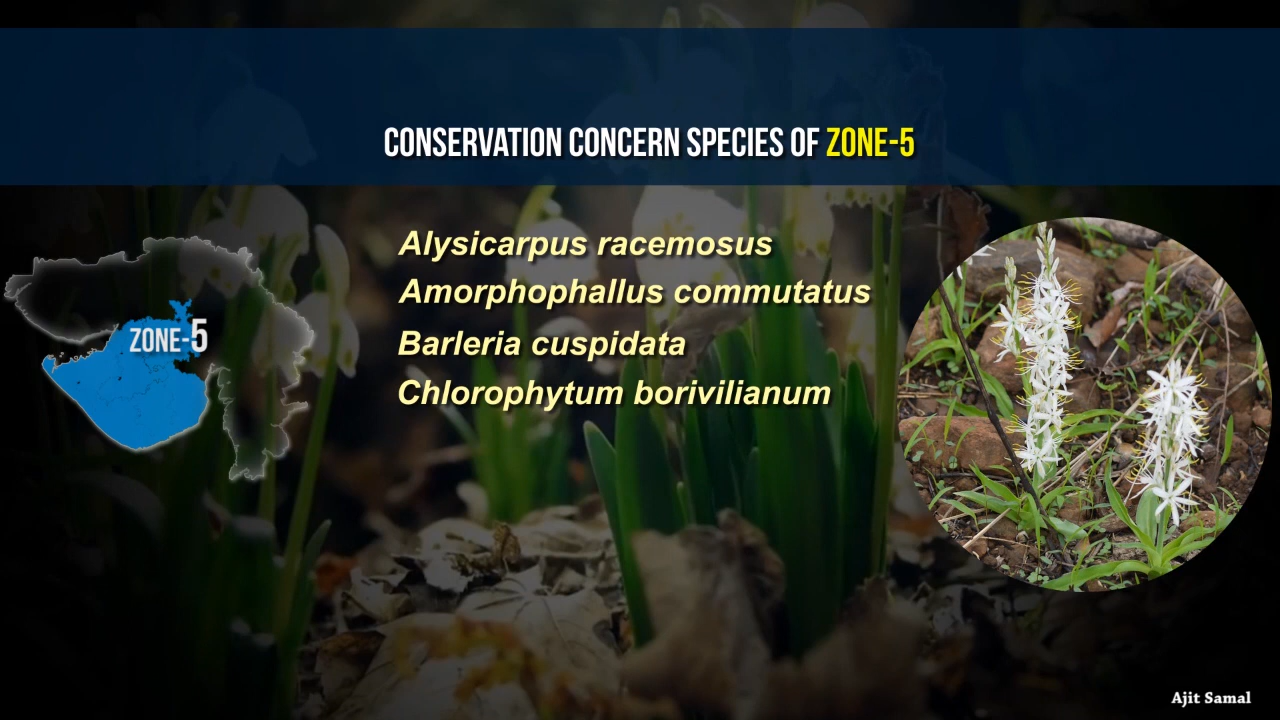 CONSERVATION CONCERN SPECIES OF ZONE-5
Alysicarpus racemosus
Amorphophallus commutatus
Barleria cuspidata
Chlorophytum borivilianum
ZONE-5
Ajit Samal